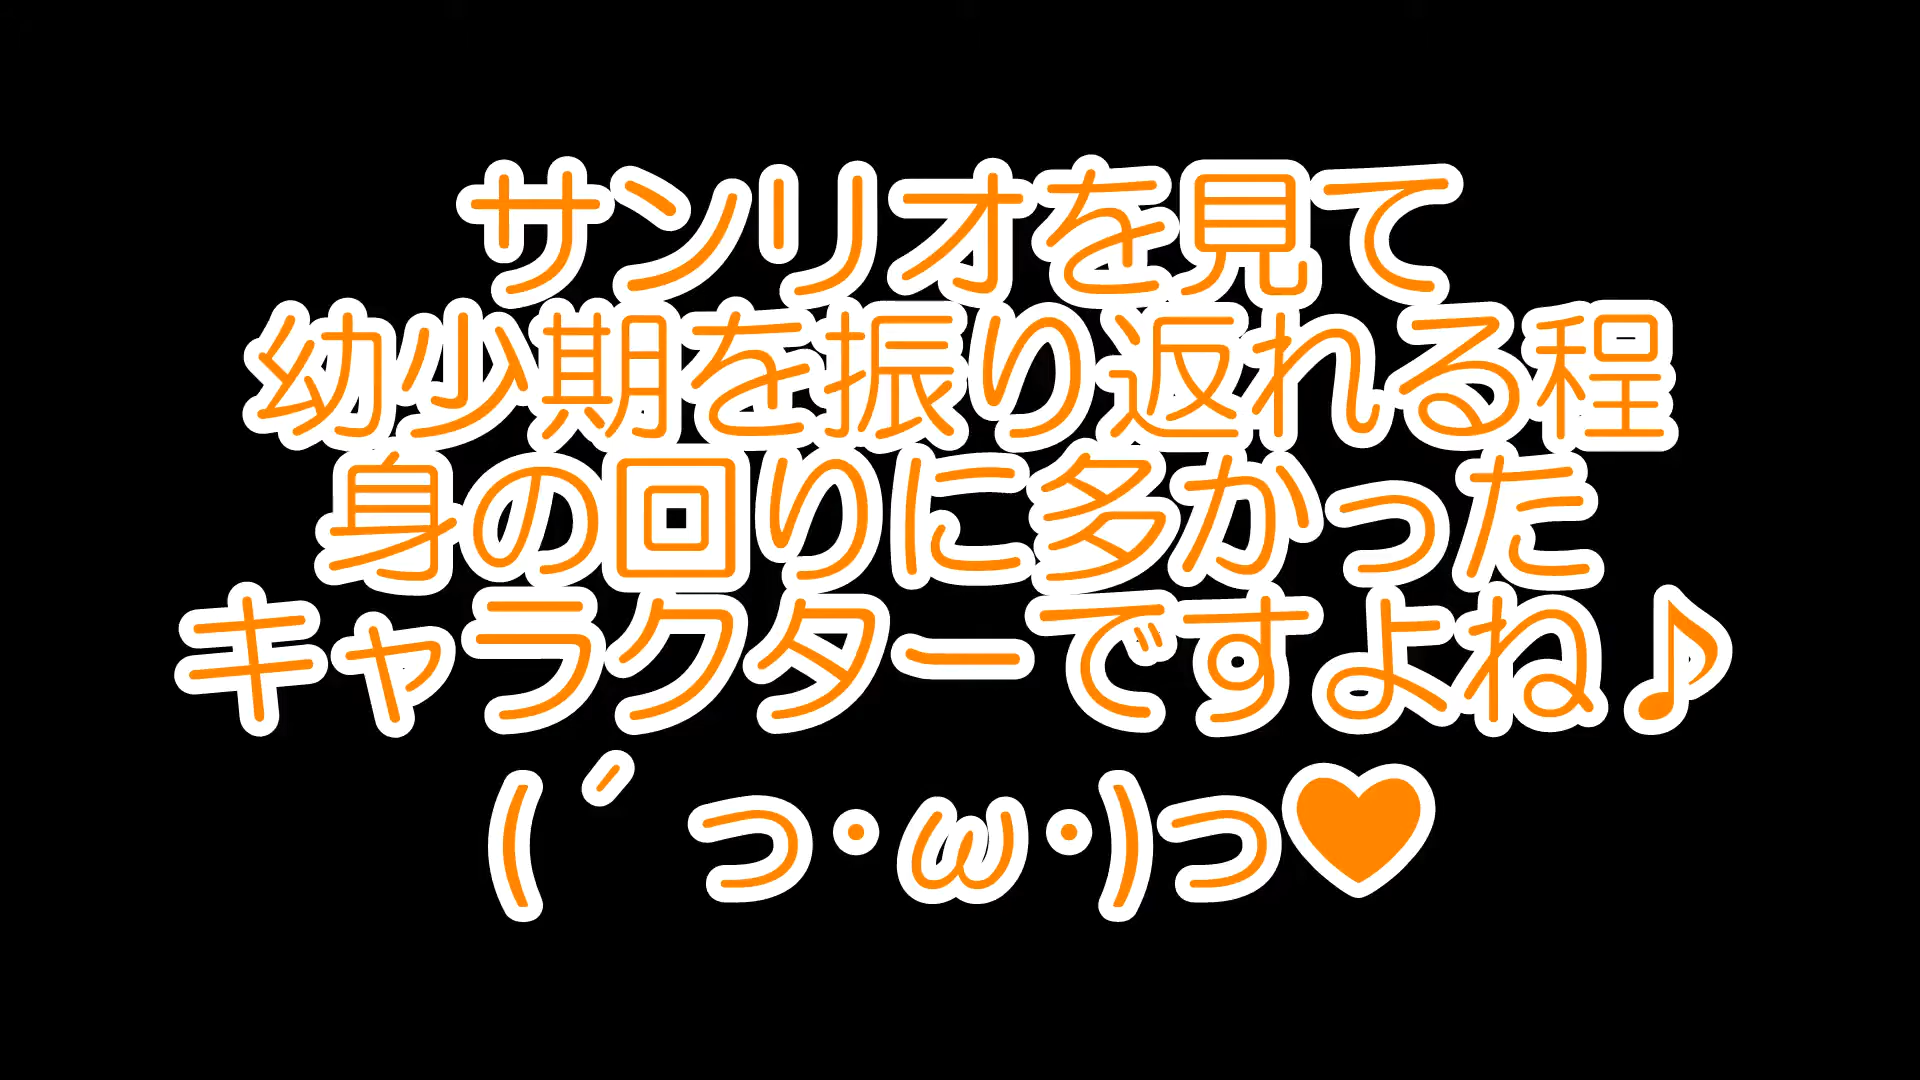 サンリオを見て
幼少期を振り返れる程
身の回りに多かった
キャラクターですよね♪
(´っ・ω・)っ♥